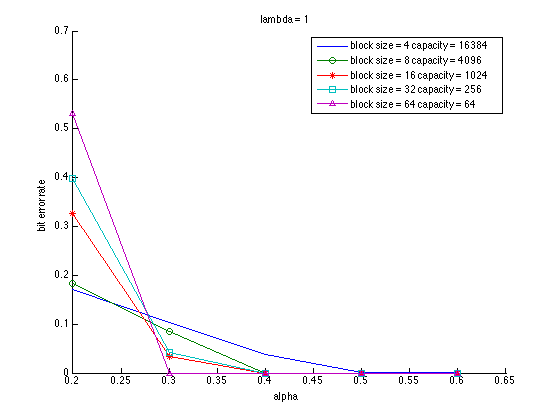 lambda = 1
block size = 4 capacity = 16384
block size = 8 capacity = 4096
block size = 16 capacity = 1024
block size = 32 capacity = 256
block size = 64 capacity = 64
bit error rate
0.7
0.6
0.5
0.4
0.3
0.2
0.1
0
0.2 0.25 0.3 0.35 0.4 0.45 0.5 0.55 0.6 0.65
alpha